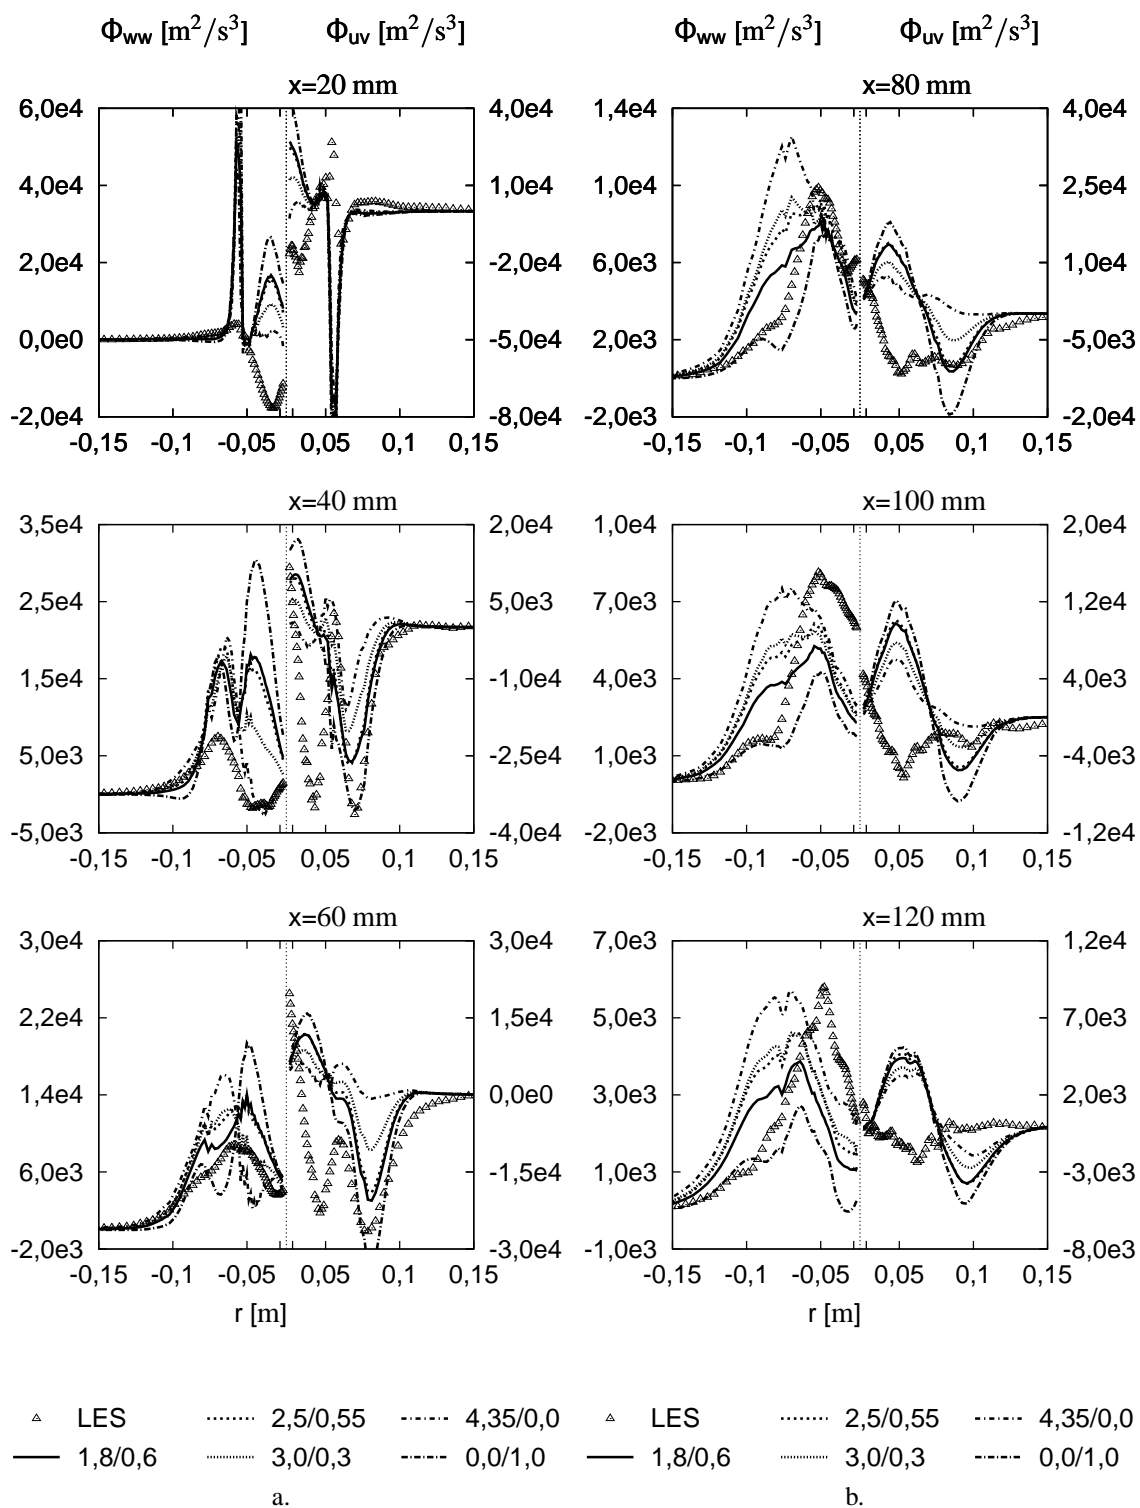 Φww [m²/s³] Φuv [m²/s³] Φww [m²/s³] Φuv [m²/s³]
x=20 mm x=80 mm
6,0e4 4,0e4 1,4e4 4,0e4
4,0e4 1,0e4 1,0e4 2,5e4
2,0e4 -2,0e4 6,0e3 1,0e4
0,0e0 -5,0e4 2,0e3 -5,0e3
-2,0e4 -8,0e4 -2,0e3 -2,0e4
-0,15 -0,1 -0,05 0,05 0,1 0,15 -0,15 -0,1 -0,05 0,05 0,1 0,15
x=40 mm x=100 mm
3,5e4 2,0e4 1,0e4 2,0e4
2,5e4 5,0e3 7,0e3 1,2e4
1,5e4 -1,0e4 4,0e3 4,0e3
5,0e3 -2,5e4 1,0e3 -4,0e3
-5,0e3 -4,0e4 -2,0e3 -1,2e4
-0,15 -0,1 -0,05 0,05 0,1 0,15 -0,15 -0,1 -0,05 0,05 0,1 0,15
x=60 mm x=120 mm
3,0e4 3,0e4 7,0e3 1,2e4
2,2e4 1,5e4 5,0e3 7,0e3
1,4e4 0,0e0 3,0e3 2,0e3
6,0e3 -1,5e4 1,0e3 -3,0e3
-2,0e3 -3,0e4 -1,0e3 -8,0e3
-0,15 -0,1 -0,05 0,05 0,1 0,15 -0,15 -0,1 -0,05 0,05 0,1 0,15
r [m] r [m]
LES 2,5/0,55 4,35/0,0 LES 2,5/0,55 4,35/0,0
1,8/0,6 3,0/0,3 0,0/1,0 1,8/0,6 3,0/0,3 0,0/1,0
a. b.